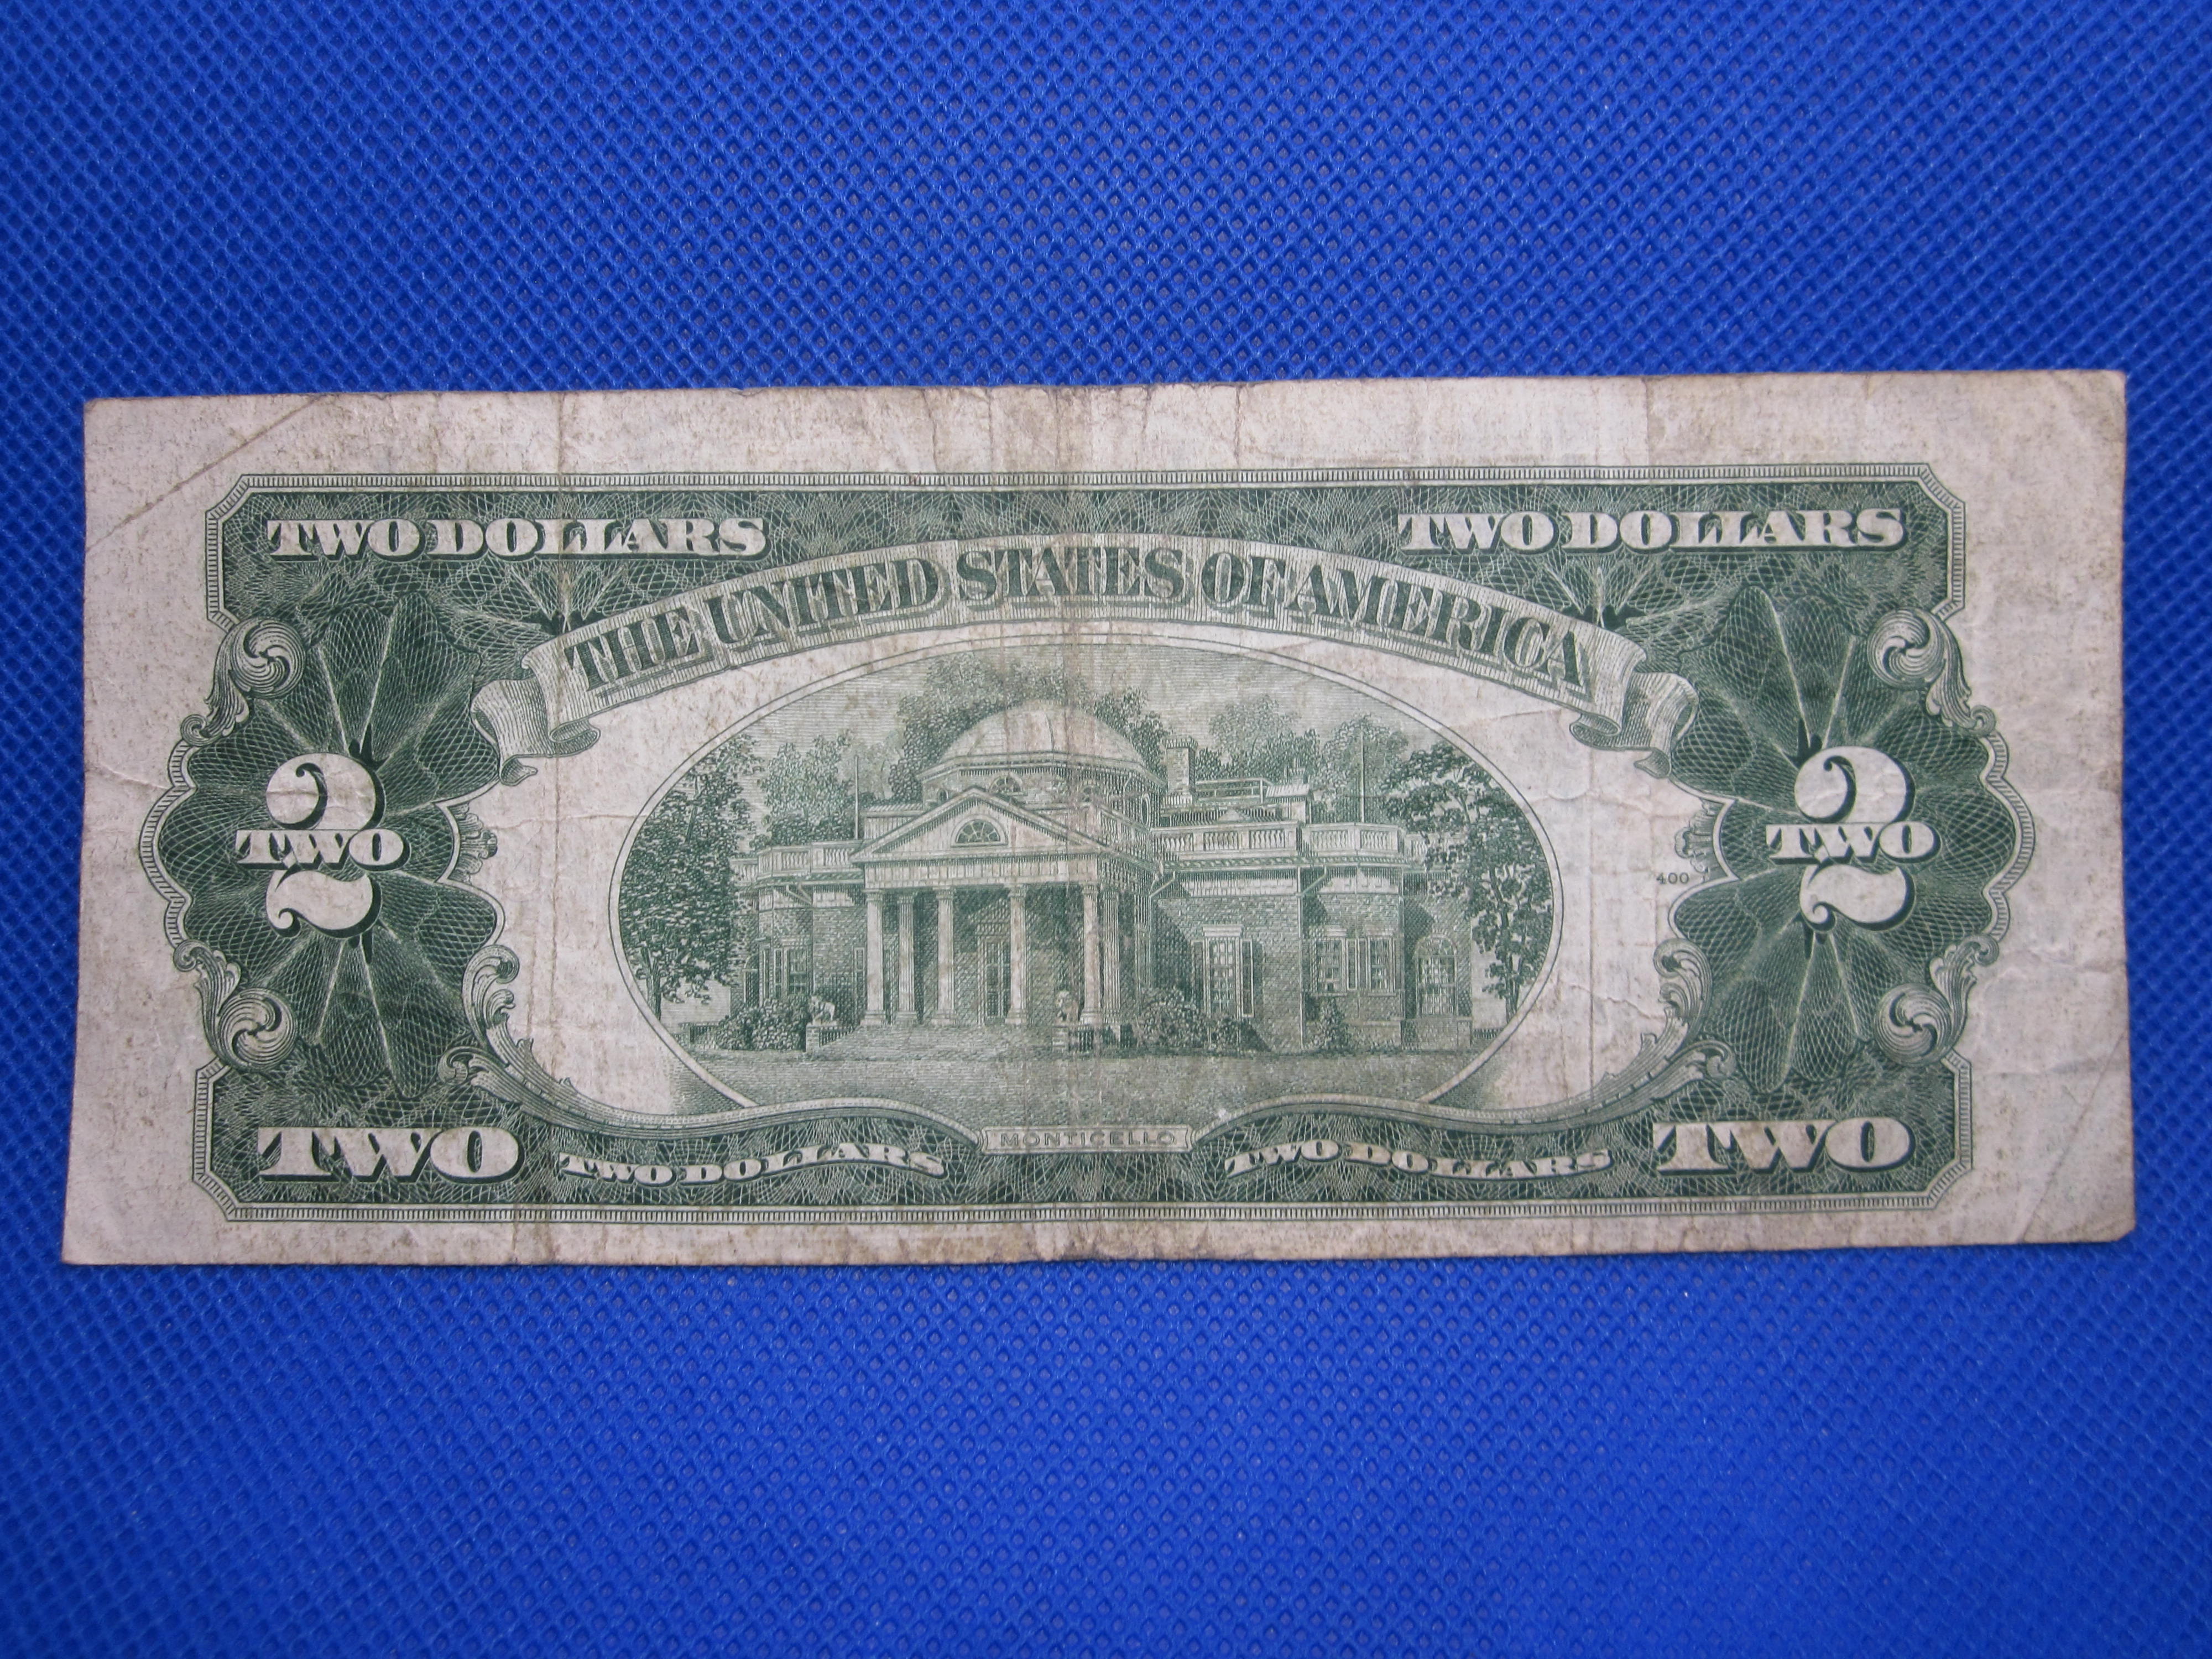 TWO DOLLARS TWO DOLLARS
THE UNITED STATES OF AMERICA
2 TWO
2 TWO
400
MONTICELLO
TWO TWO DOLLARS TWO DOLLARS TWO